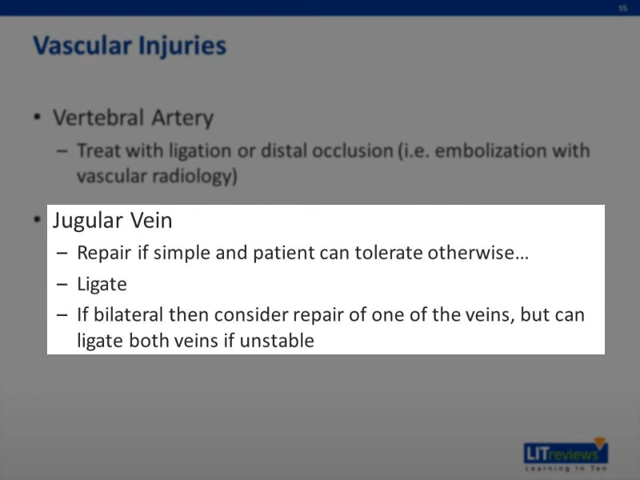 15
Vascular Injuries
• Vertebral Artery
– Treat with ligation or distal occlusion (i.e. embolization with
vascular radiology)
• Jugular Vein
– Repair if simple and patient can tolerate otherwise...
– Ligate
– If bilateral then consider repair of one of the veins, but can
ligate both veins if unstable
LITreviews
Learning In Ten